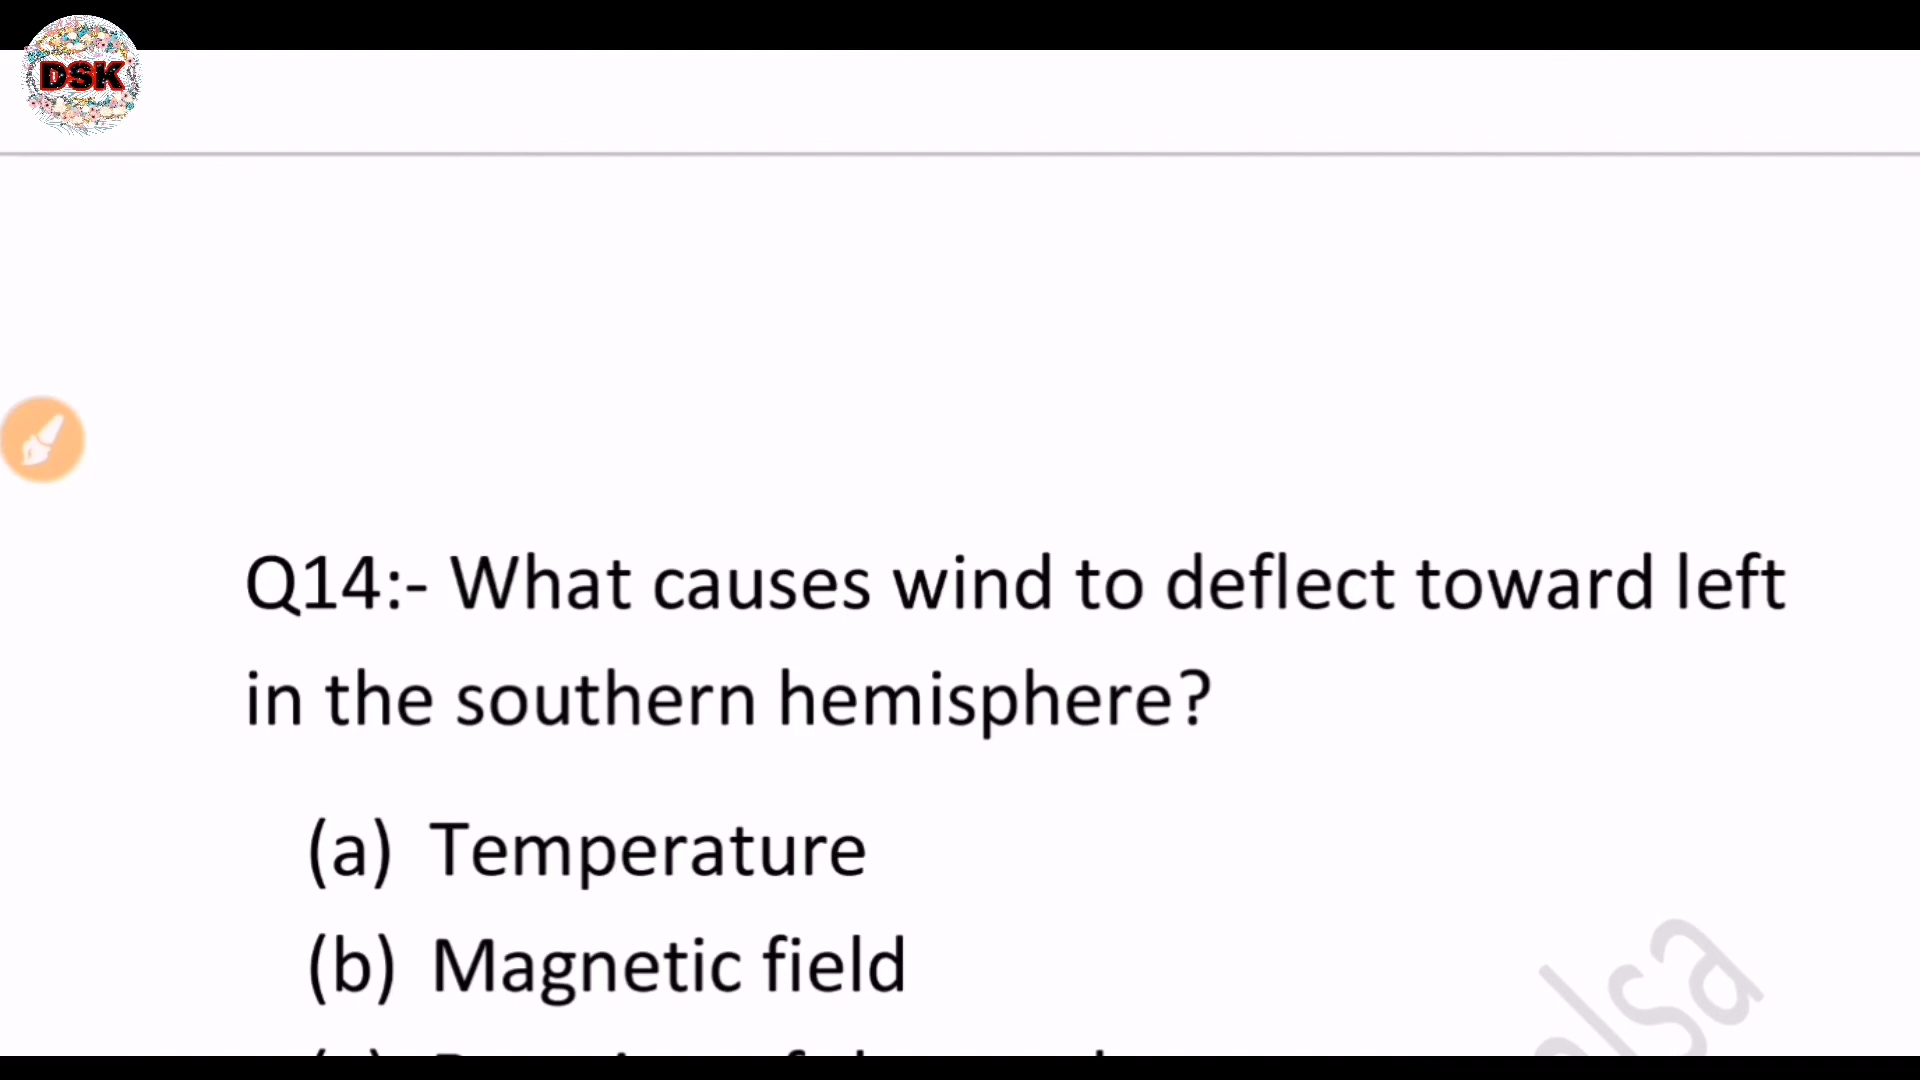 DSK
Q14:- What causes wind to deflect toward left
in the southern hemisphere?
(a) Temperature
(b) Magnetic field